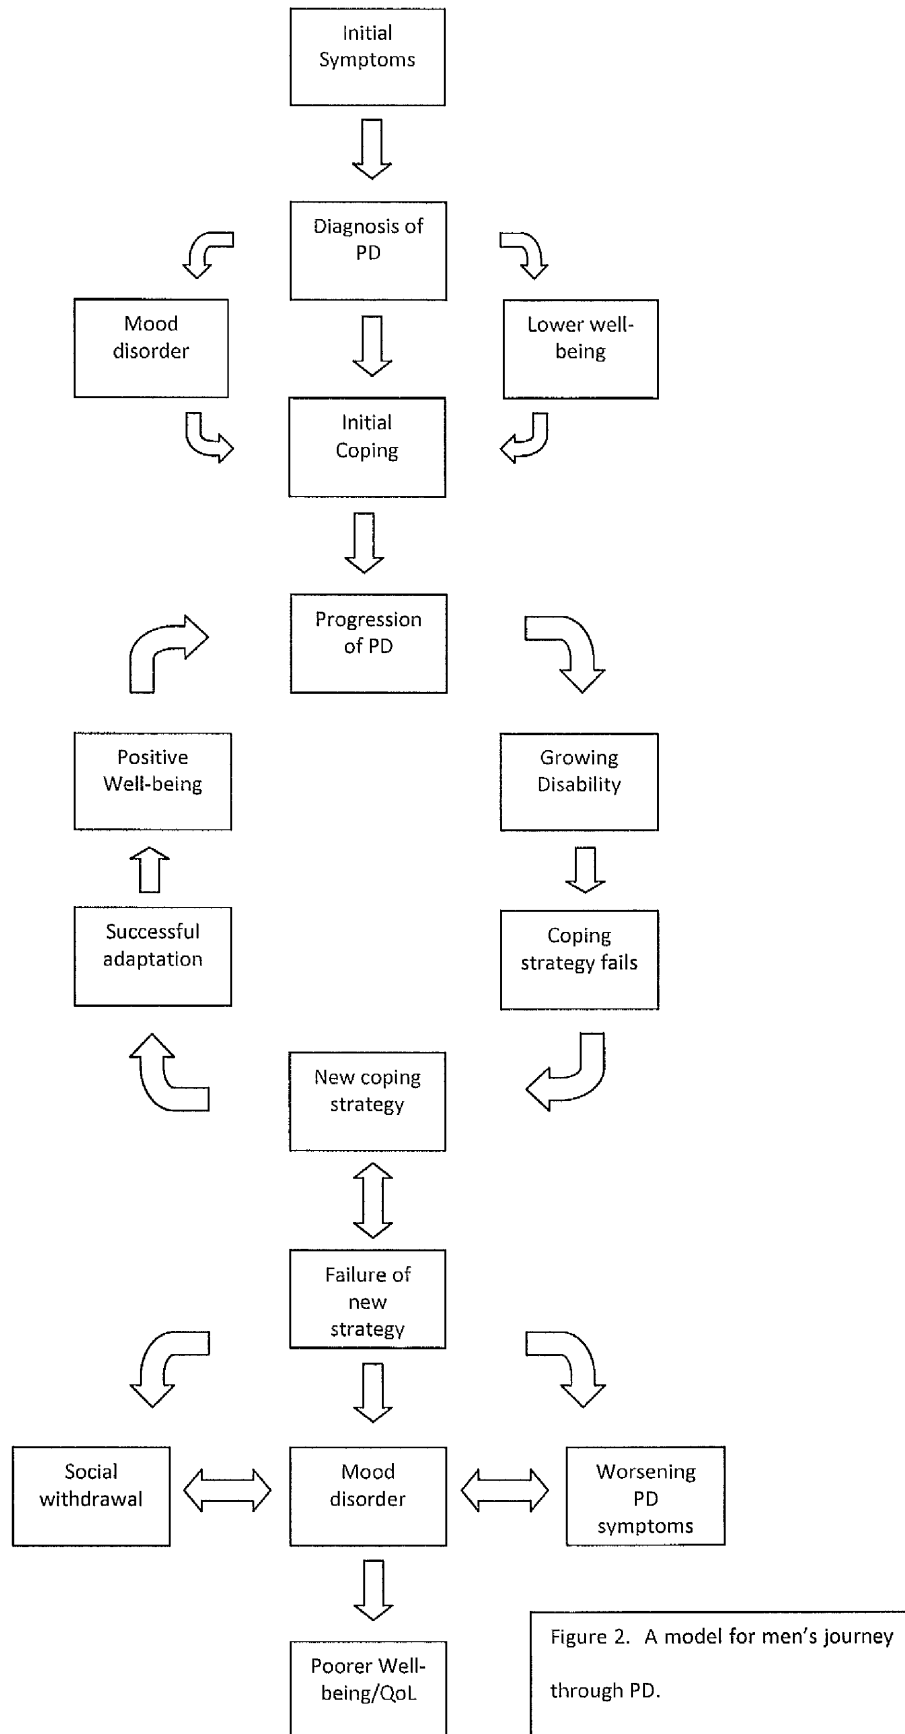 Initial
Symptoms
Diagnosis of
PD
Mood
disorder
Lower well-
being
Initial
Coping
Progression
of PD
Positive
Well-being
Growing
Disability
Successful
adaptation
Coping
strategy fails
New coping
strategy
Failure of
new
strategy
Social
withdrawal
Mood
disorder
Worsening
PD
symptoms
Poorer Well-
being/QoL
Figure 2. A model for men's journey
through PD.